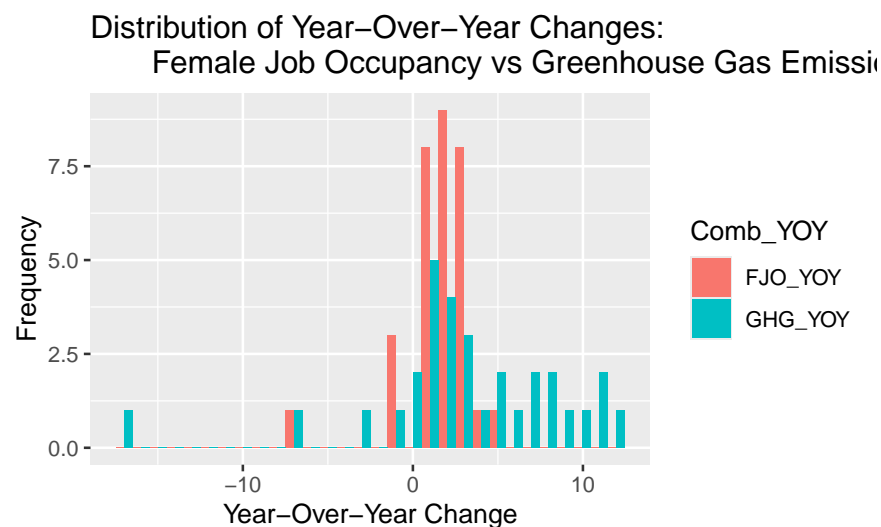 Distribution of Year−Over−Year Changes:
Female Job Occupancy vs Greenhouse Gas Emissi
7.5
5.0
2.5
0.0
Frequency
−10
0
10
Year−Over−Year Change
Comb_YOY
FJO_YOY
GHG_YOY